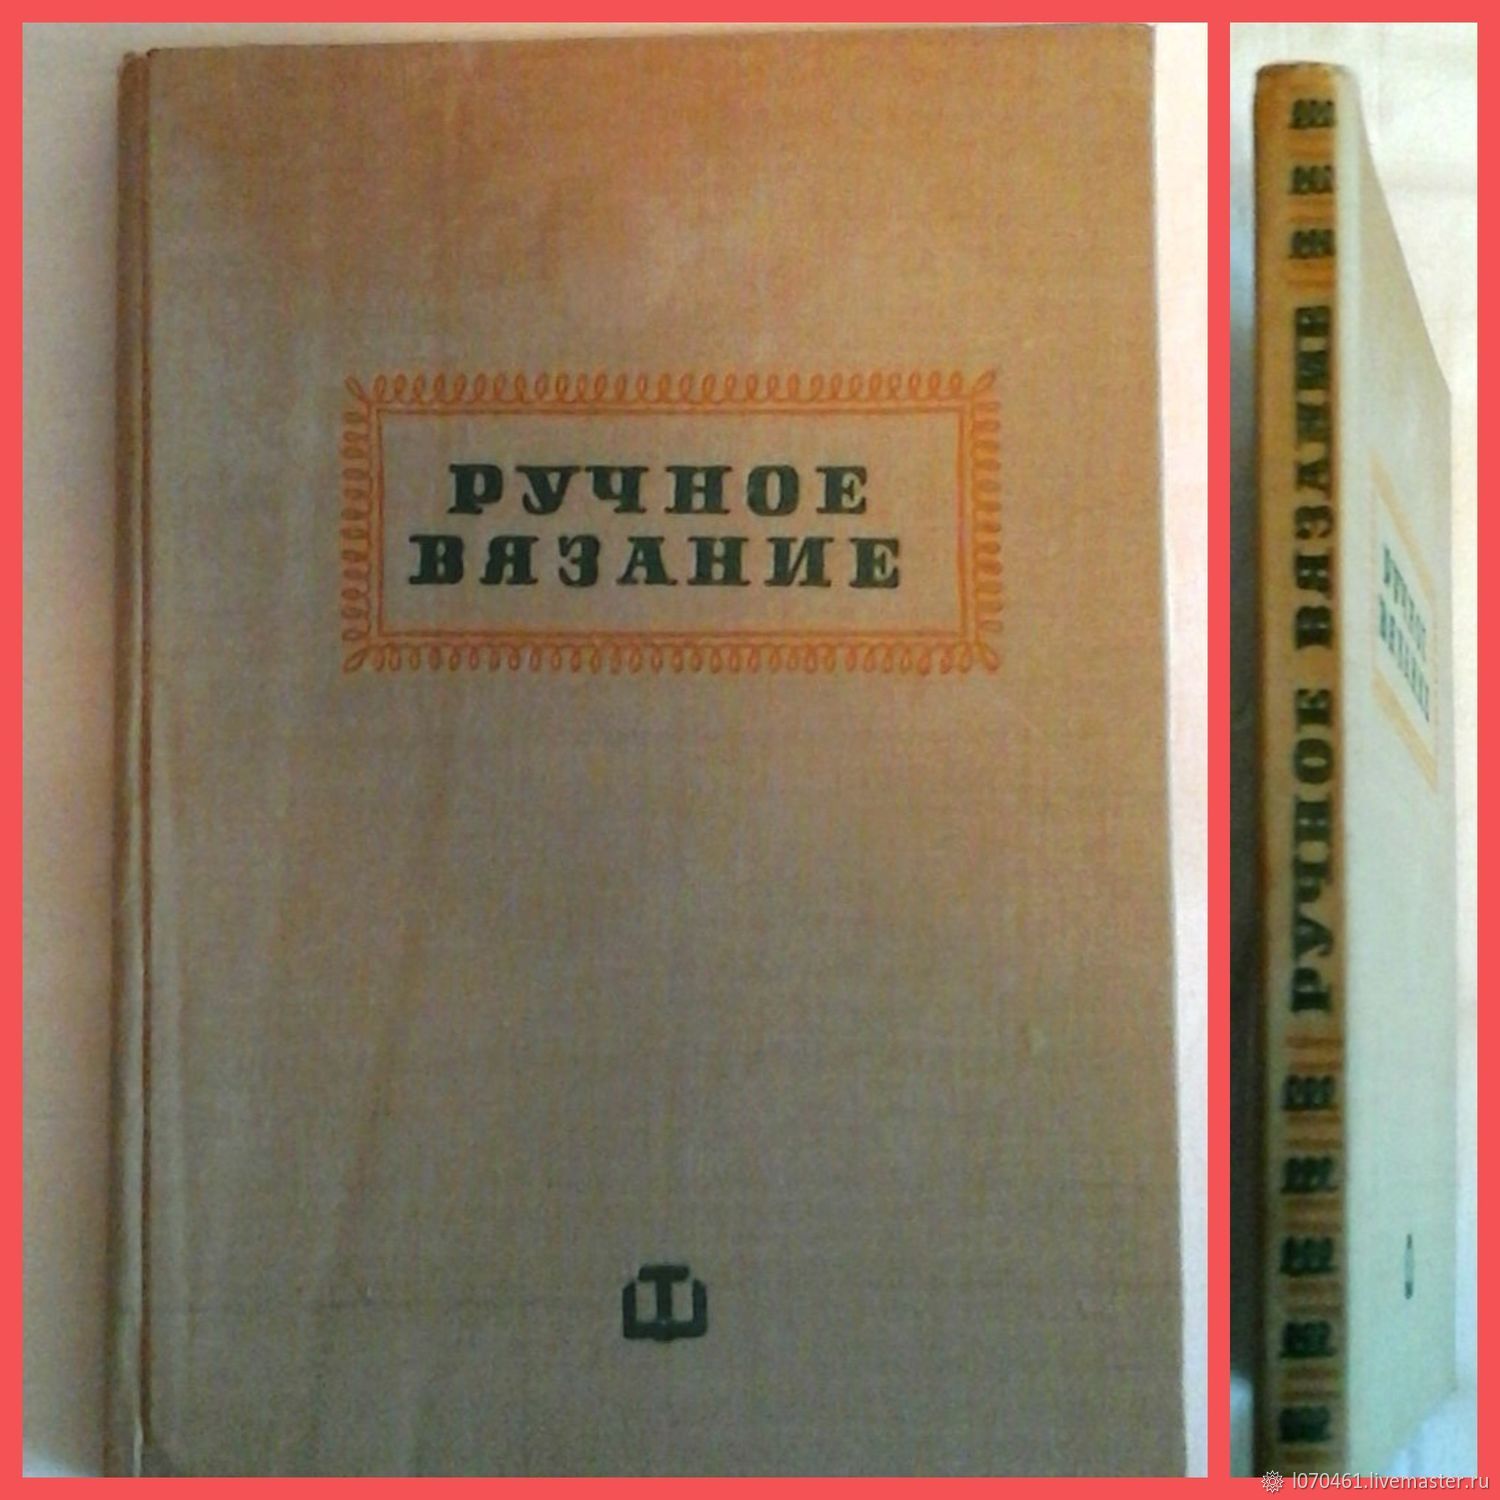 РУЧНОЕ
ВЯЗАНИЕ
РУЧНОЕ ВЯЗАНИЕ
РУЧНОЕ
ВЯЗАНИЕ
l070461.livemaster.ru